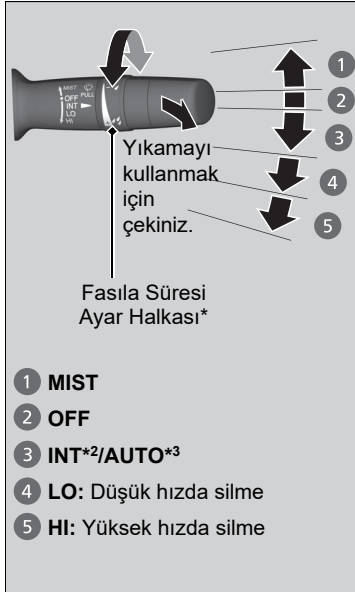 MIST
OFF
PULL
INT
LO
HI
1
2
3
4
5
Yıkamayı
kullanmak
için
çekiniz.
Fasıla Süresi
Ayar Halkası*
1 MIST
2 OFF
3 INT*2/AUTO*3
4 LO: Düşük hızda silme
5 HI: Yüksek hızda silme